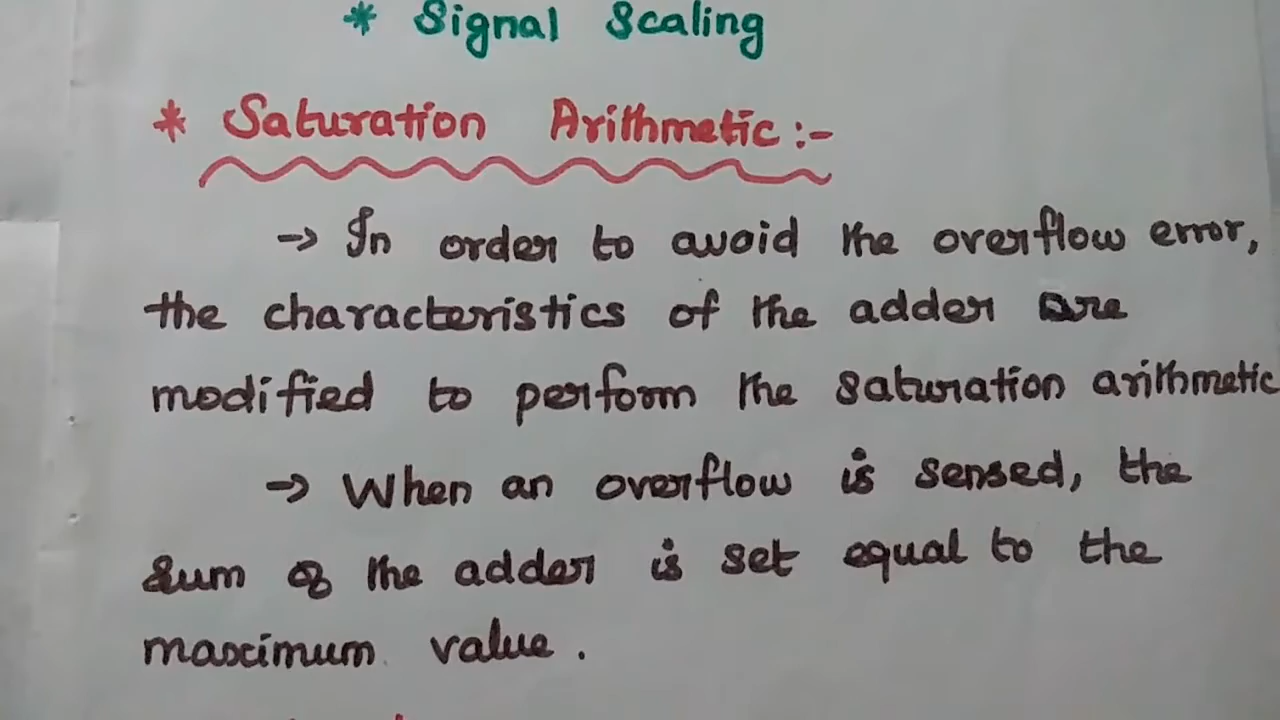 * Signal Scaling
* Saturation Arithmetic :-
→ In order to avoid the overflow error,
the characteristics of the adder are
modified to perform the saturation arithmetic
→ When an overflow is sensed, the
sum of the adder is set equal to the
maximum value.